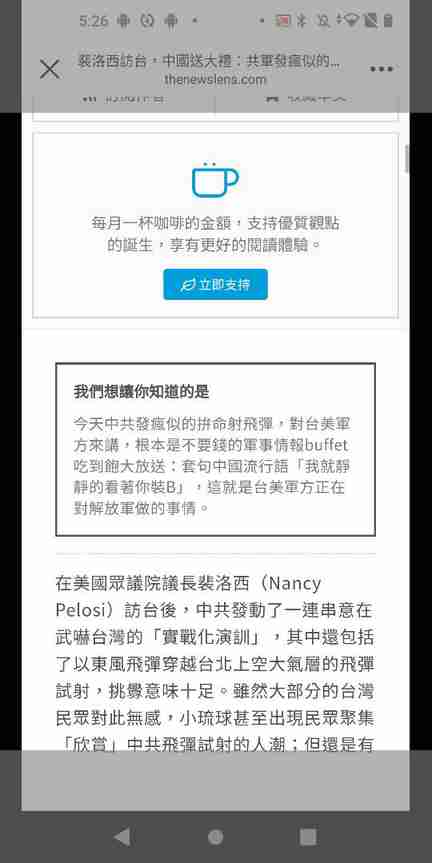 5:26
裴洛西訪台，中國送大禮：共軍發瘋似的...
thenewslens.com
每月一杯咖啡的金額，支持優質觀點
的誕生，享有更好的閱讀體驗。
立即支持
我們想讓你知道的是
今天中共發瘋似的拚命射飛彈，對台美軍
方來講，根本是不要錢的軍事情報buffet
吃到飽大放送：套句中國流行語「我就靜
靜的看著你裝B」，這就是台美軍方正在
對解放軍做的事情。
在美國眾議院議長裴洛西（Nancy
Pelosi）訪台後，中共發動了一連串意在
武嚇台灣的「實戰化演訓」，其中還包括
了以東風飛彈穿越台北上空大氣層的飛彈
試射，挑釁意味十足。雖然大部分的台灣
民眾對此無感，小琉球甚至出現民眾聚集
「欣賞」中共飛彈試射的人潮；但還是有